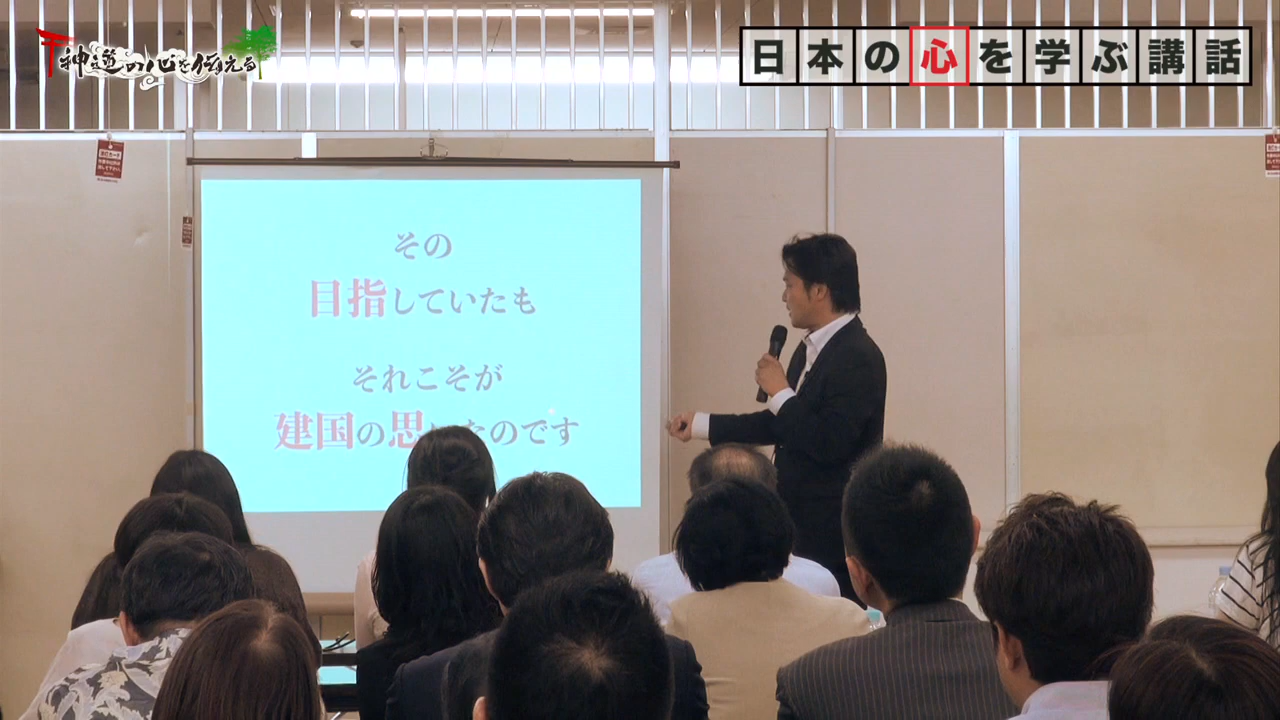 神道の心を伝える
日本の心を学ぶ講話
その
目指していたも
それこそが
建国の思 たのです